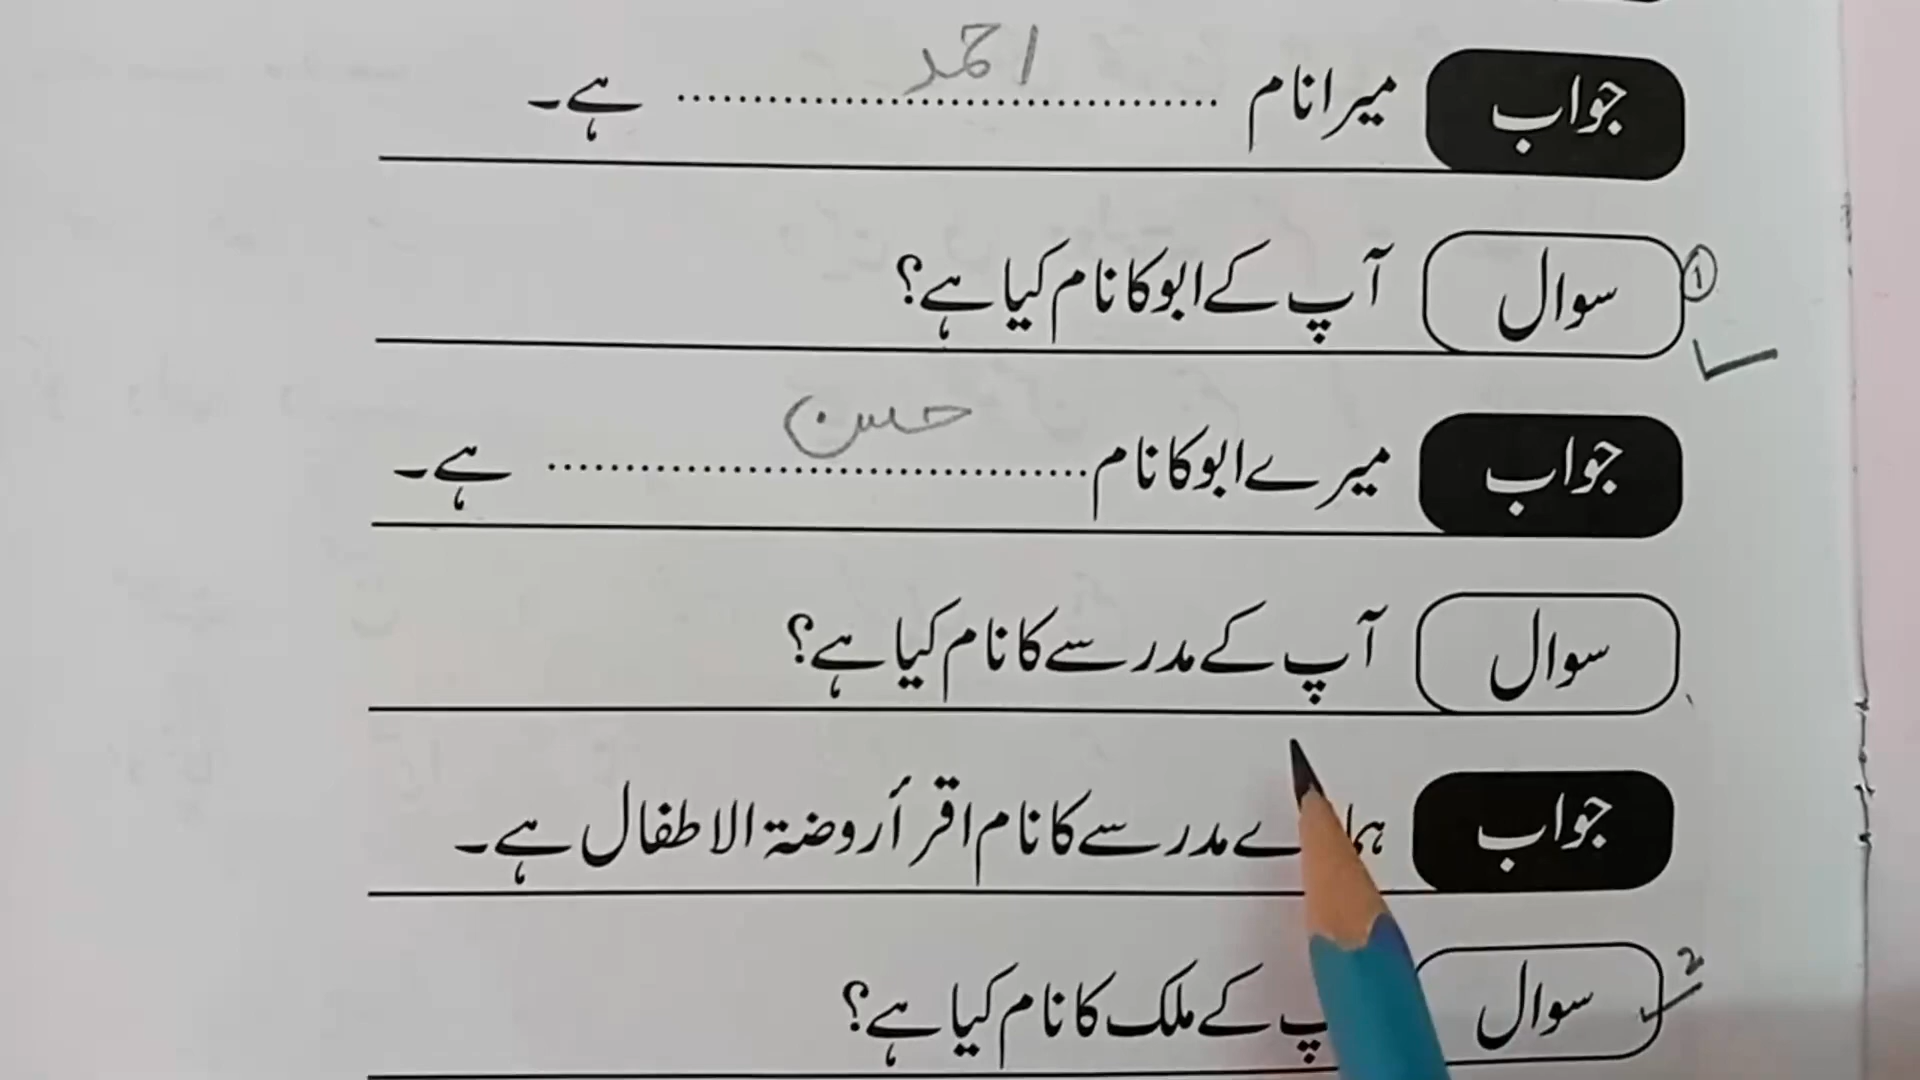 جواب میرا نام احمد ہے۔
سوال آپ کے ابو کا نام کیا ہے؟ 1
جواب میرے ابو کا نام حسن ہے۔
سوال آپ کے مدرسے کا نام کیا ہے؟
جواب مدرسے کا نام اقرأ روضۃ الاطفال ہے۔
سوال کے ملک کا نام کیا ہے؟ 2